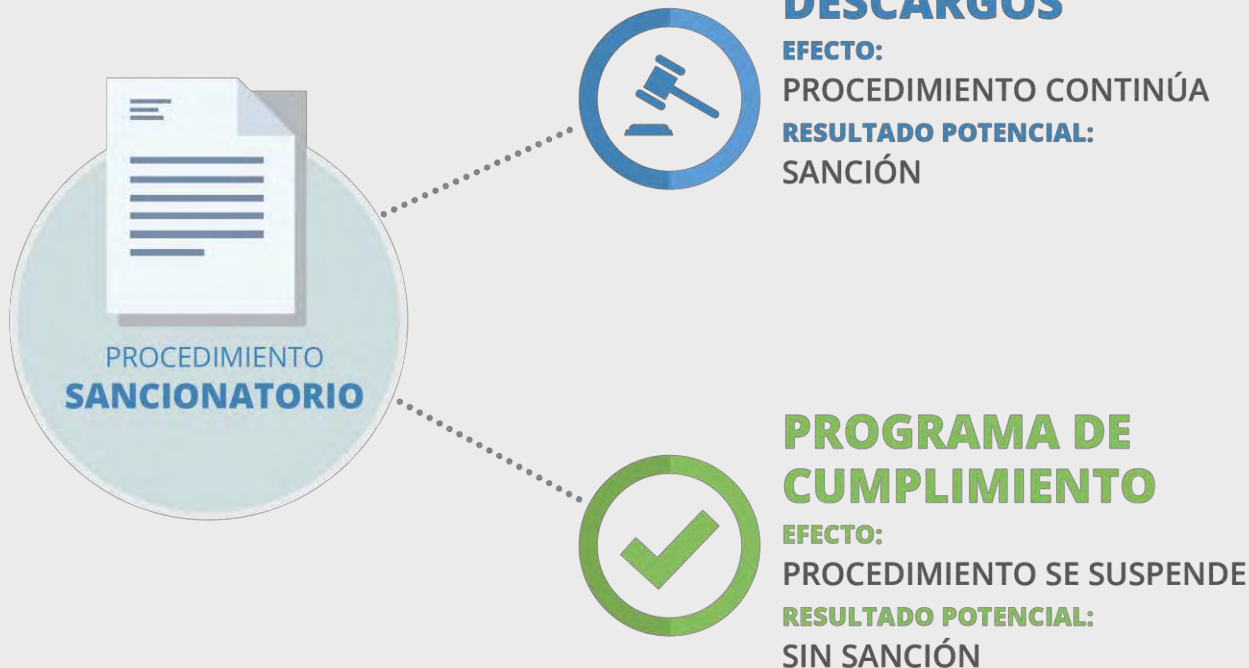 DESCARGOS
EFECTO:
PROCEDIMIENTO CONTINÚA
RESULTADO POTENCIAL:
SANCIÓN
PROCEDIMIENTO
SANCIONATORIO
PROGRAMA DE
CUMPLIMIENTO
EFECTO:
PROCEDIMIENTO SE SUSPENDE
RESULTADO POTENCIAL:
SIN SANCIÓN